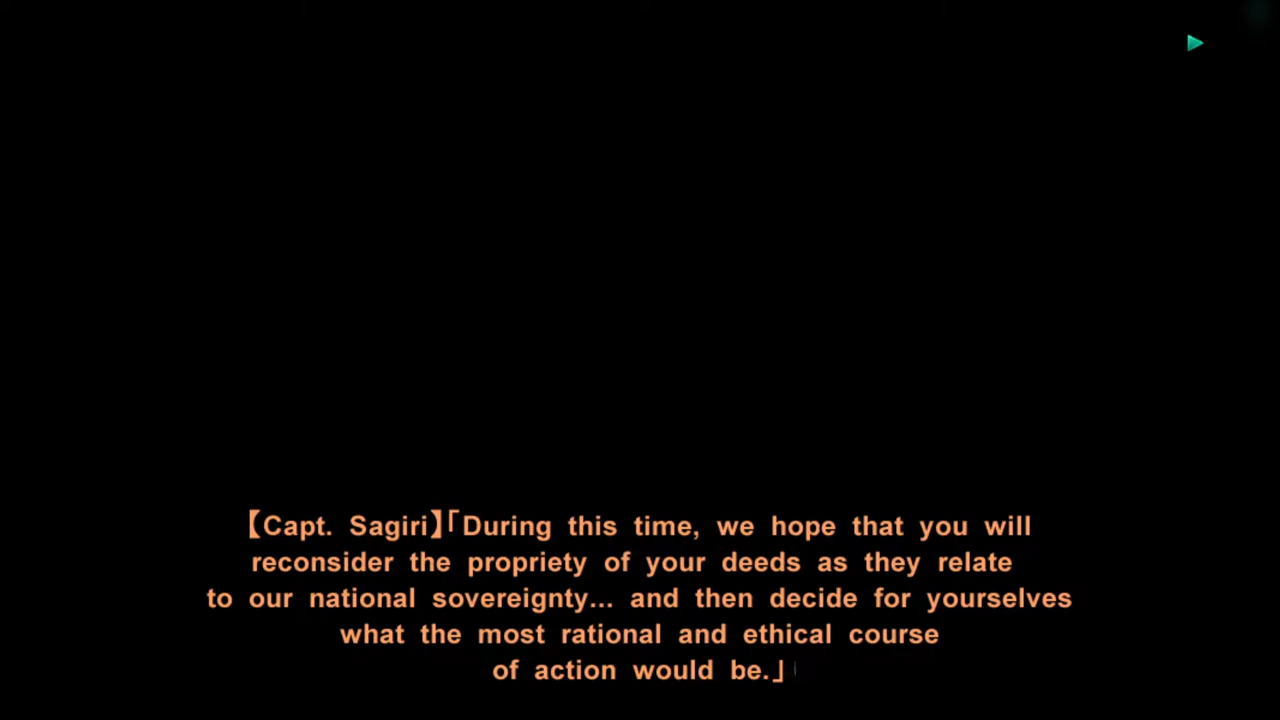 【Capt. Sagiri】｢During this time, we hope that you will
reconsider the propriety of your deeds as they relate
to our national sovereignty... and then decide for yourselves
what the most rational and ethical course
of action would be.｣